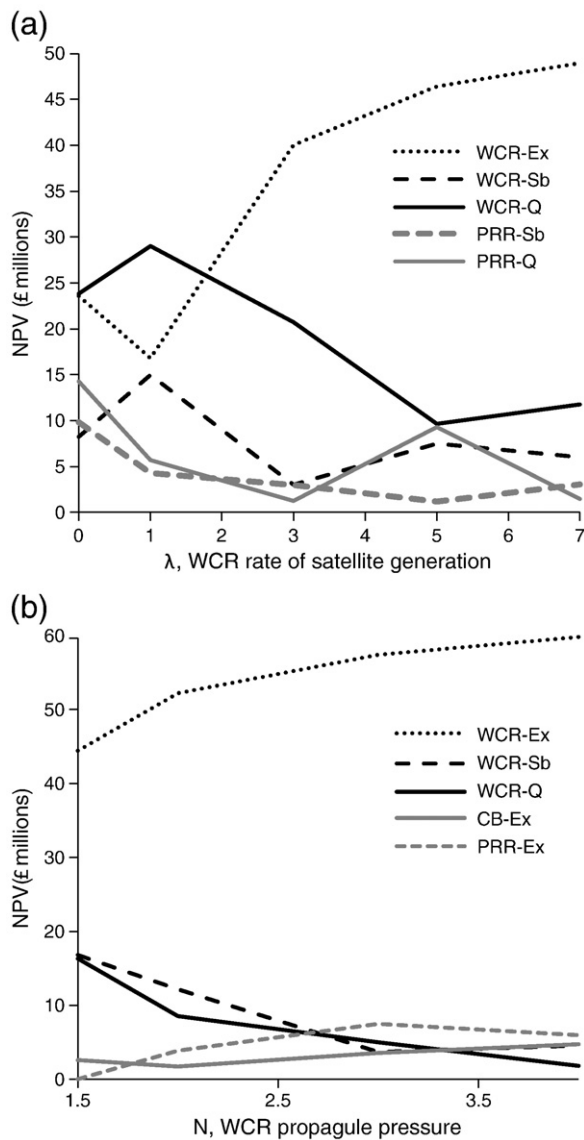 (a)
50
45
40
35
30
25
20
15
10
5
0
NPV (£ millions)
WCR-Ex
WCR-Sb
WCR-Q
PRR-Sb
PRR-Q
0 1 2 3 4 5 6 7
λ, WCR rate of satellite generation
(b)
60
50
40
30
20
10
0
NPV(£ millions)
WCR-Ex
WCR-Sb
WCR-Q
CB-Ex
PRR-Ex
1.5 2.5 3.5
N, WCR propagule pressure